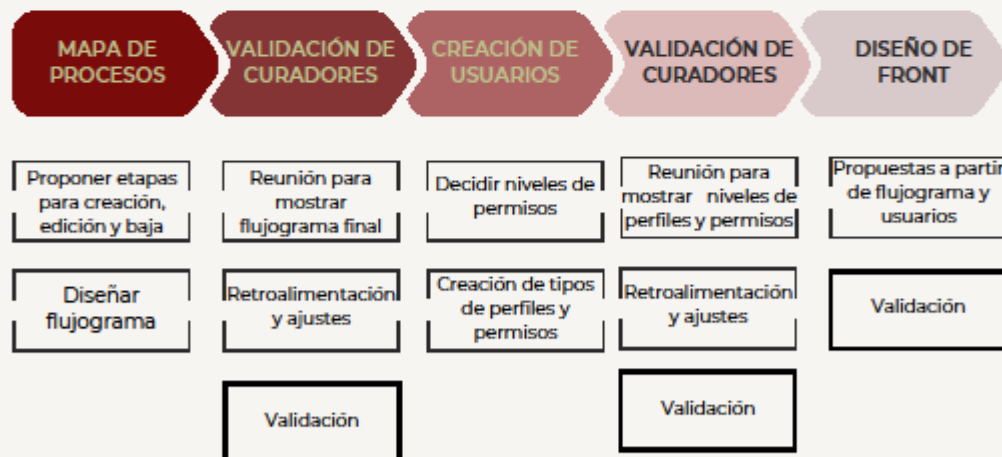 MAPA DE
PROCESOS
VALIDACIÓN DE
CURADORES
CREACIÓN DE
USUARIOS
VALIDACIÓN DE
CURADORES
DISEÑO DE
FRONT
Proponer etapas
para creación,
edición y baja
Reunión para
mostrar
flujograma final
Decidir niveles de
permisos
Reunión para
mostrar niveles de
perfiles y permisos
Propuestas a partir
de flujograma y
usuarios
Diseñar
flujograma
Retroalimentación
y ajustes
Creación de tipos
de perfiles y
permisos
Retroalimentación
y ajustes
Validación
Validación
Validación